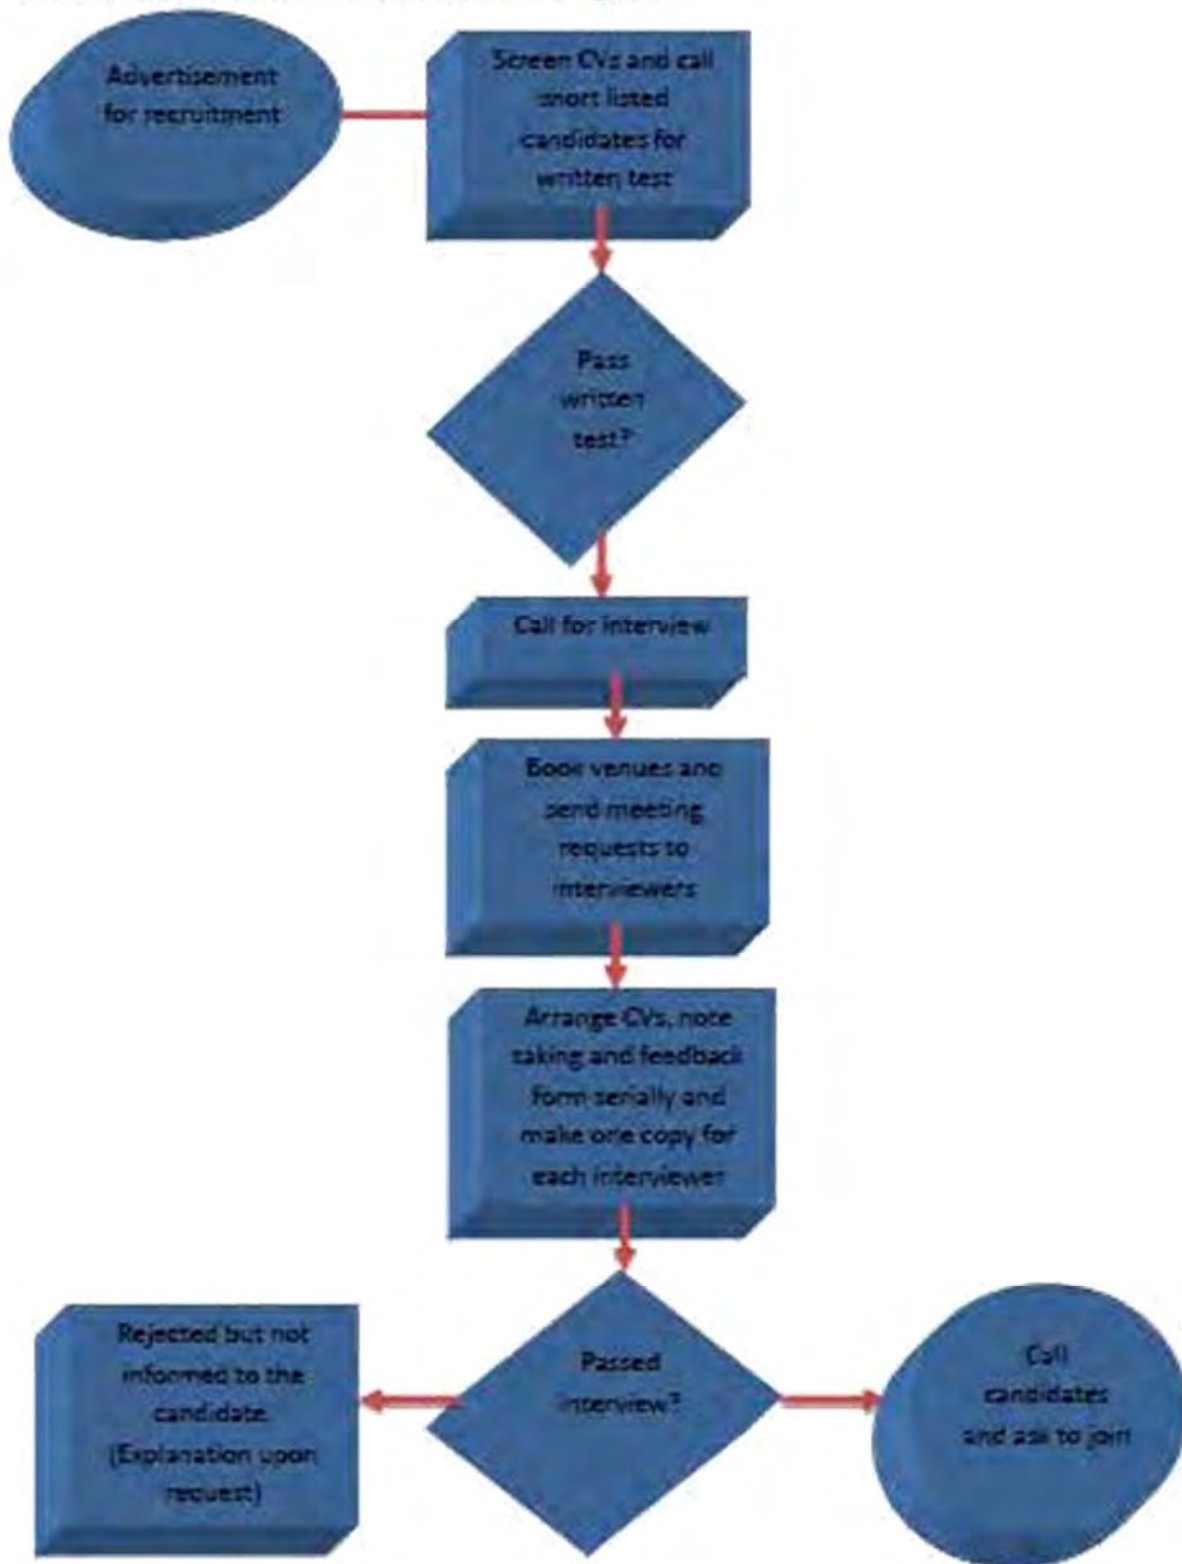 Advertisement
for recruitment
Screen CVs and call
short listed
candidates for
written test
Pass
written
test?
Call for interview
Book venues and
send meeting
requests to
interviewers
Arrange CVs, note
taking and feedback
form serially and
make one copy for
each interviewer
Passed
interview?
Rejected but not
informed to the
candidate
(Explanation upon
request)
Call
candidates
and ask to join